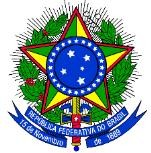 REPÚBLICA FEDERATIVA DO BRASIL
15 de Novembro de 1889